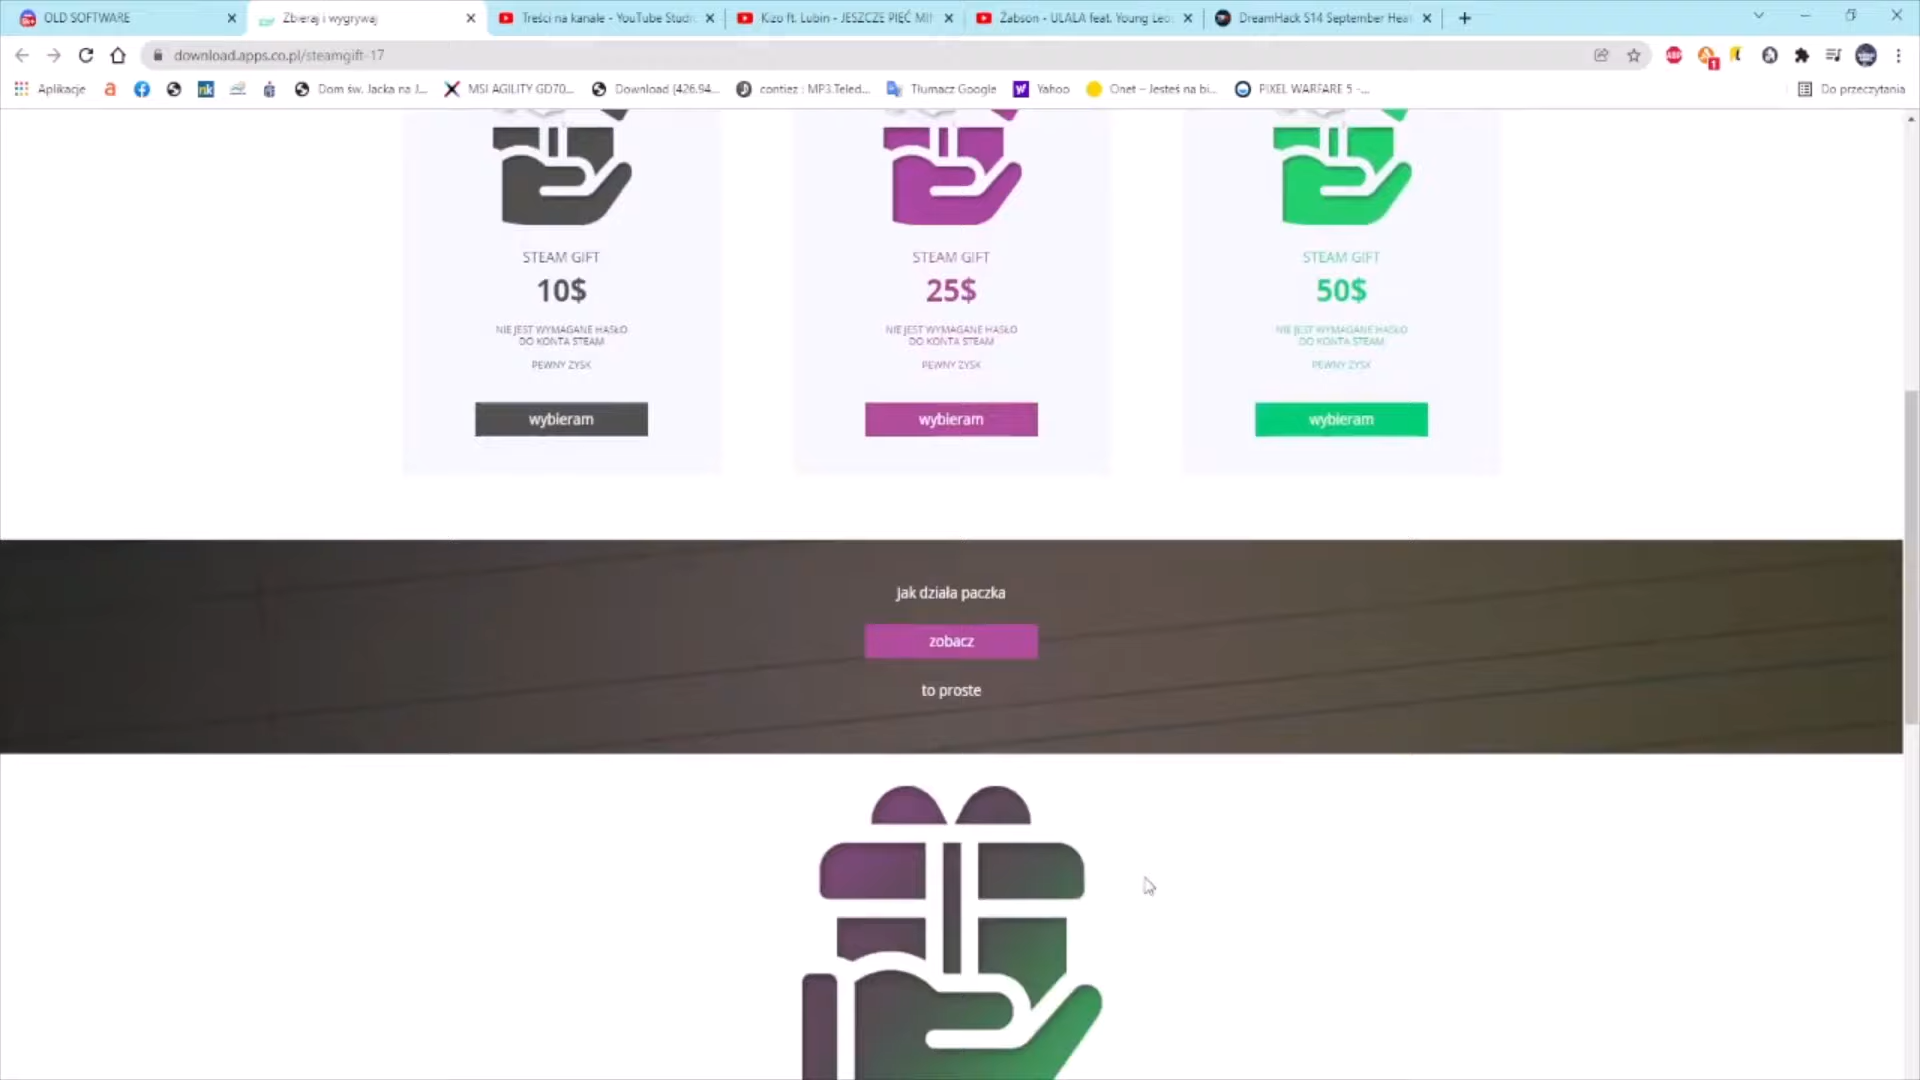 OLD SOFTWARE
Zbieraj i wygrywaj
Treści na kanale - YouTube Studi
Kizo ft. Lubin - JESZCZE PIĘĆ MI
Żabson - ULALA feat. Young Leo
DreamHack S14 September Hea
download.apps.co.pl/steamgift-17
1
Aplikacje
Dom św. Jacka na J...
MSI AGILITY GD70...
Download (426.94...
contiez : MP3.Teled...
Tłumacz Google
Yahoo
Onet – Jesteś na bi...
PIXEL WARFARE 5 -...
Do przeczytania
STEAM GIFT
10$
NIE JEST WYMAGANE HASŁO
DO KONTA STEAM
PEWNY ZYSK
wybieram
STEAM GIFT
25$
NIE JEST WYMAGANE HASŁO
DO KONTA STEAM
PEWNY ZYSK
wybieram
STEAM GIFT
50$
NIE JEST WYMAGANE HASŁO
DO KONTA STEAM
PEWNY ZYSK
wybieram
Jak działa paczka
zobacz
to proste